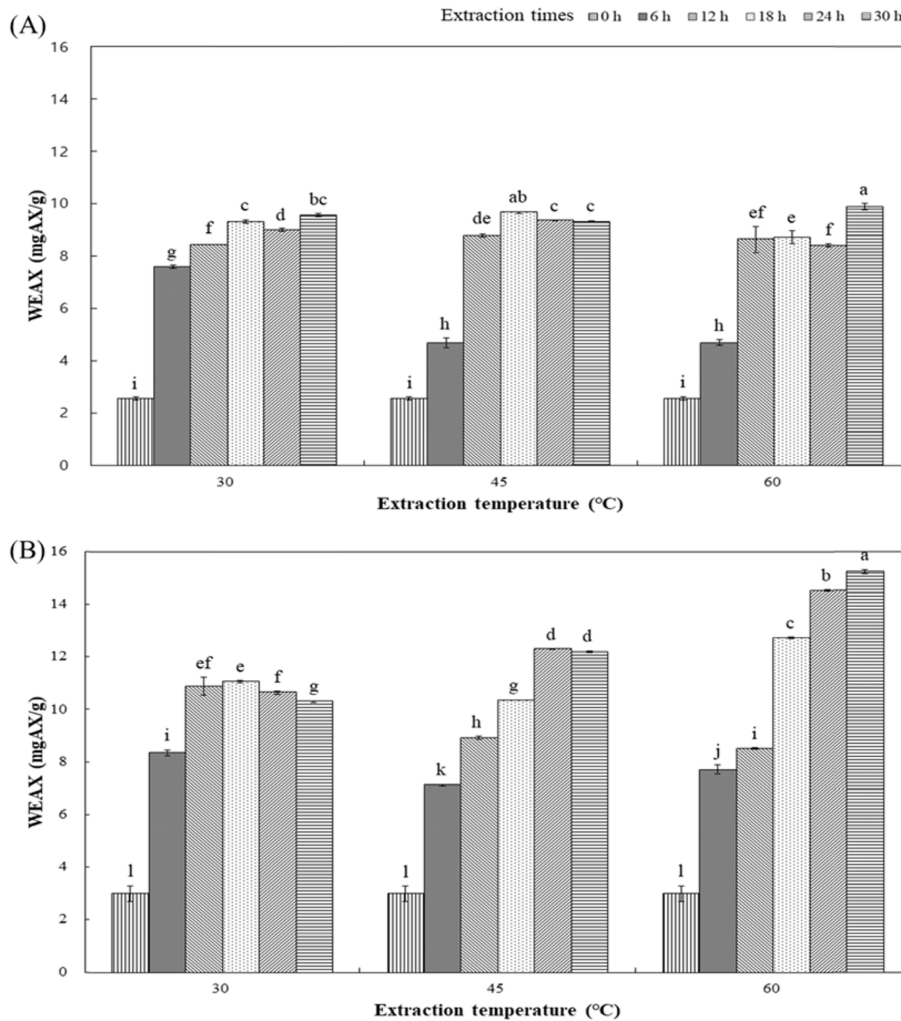 Extraction times 0 h 6 h 12 h 18 h 24 h 30 h
(A)
16
14
12
10
8
6
4
2
0
WEAX (mgAX/g)
i g f c d bc
i h de ab c c
i h ef e f a
30 45 60
Extraction temperature (°C)
(B)
16
14
12
10
8
6
4
2
0
WEAX (mgAX/g)
l i ef e f g
l k h g d d
l j i c b a
30 45 60
Extraction temperature (°C)